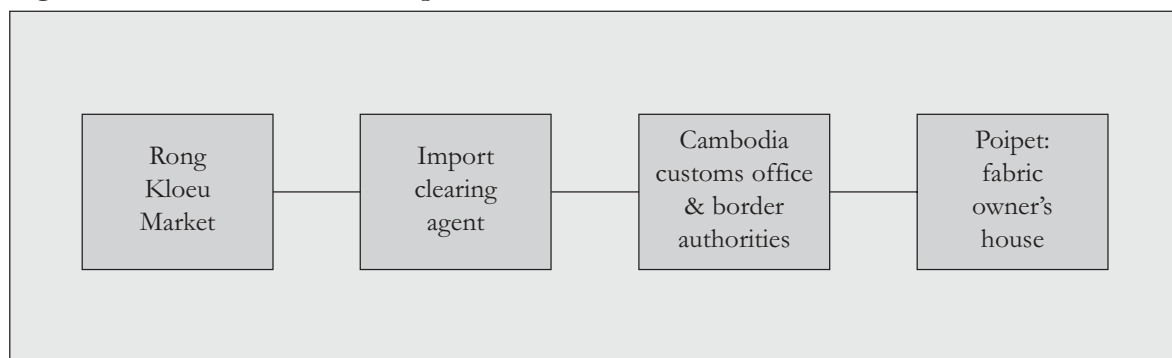 Rong
Kloeu
Market
Import
clearing
agent
Cambodia
customs office
& border
authorities
Poipet:
fabric
owner's
house